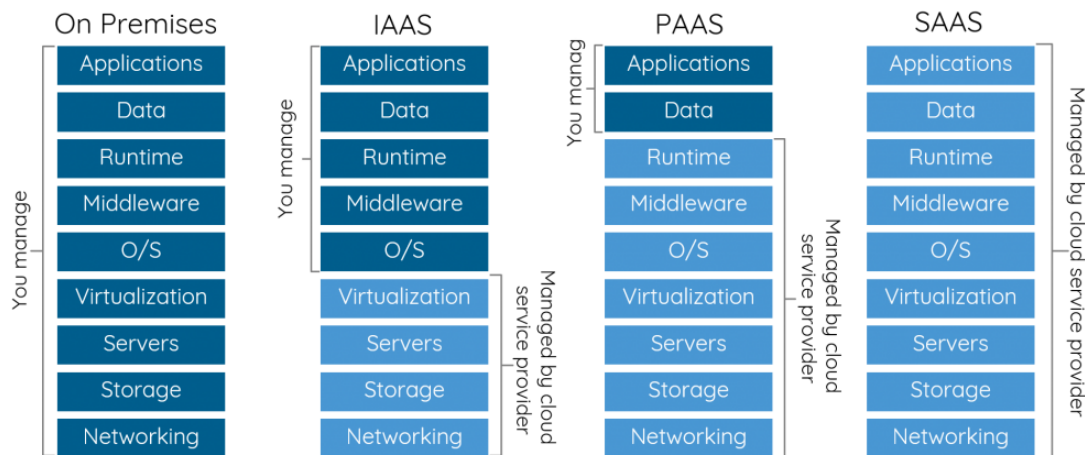 On Premises
Applications
Data
Runtime
Middleware
O/S
Virtualization
Servers
Storage
Networking
You manage
IAAS
Applications
Data
Runtime
Middleware
O/S
Virtualization
Servers
Storage
Networking
You manage
Managed by cloud
service provider
PAAS
Applications
Data
Runtime
Middleware
O/S
Virtualization
Servers
Storage
Networking
You manag
Managed by cloud
service provider
SAAS
Applications
Data
Runtime
Middleware
O/S
Virtualization
Servers
Storage
Networking
Managed by cloud service provider